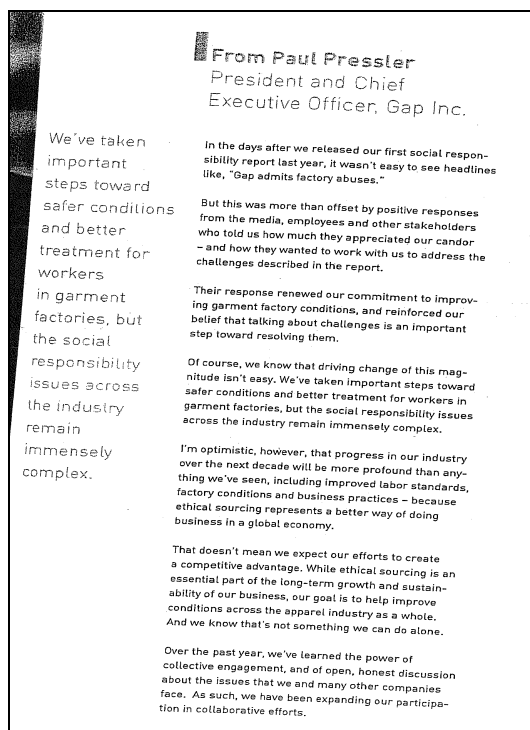 From Paul Pressler
President and Chief
Executive Officer, Gap Inc.
We've taken
important
steps toward
safer conditions
and better
treatment for
workers
in garment
factories, but
the social
responsibility
issues across
the industry
remain
immensely
complex.
In the days after we released our first social respon-
sibility report last year, it wasn't easy to see headlines
like, "Gap admits factory abuses."
But this was more than offset by positive responses
from the media, employees and other stakeholders
who told us how much they appreciated our candor
– and how they wanted to work with us to address the
challenges described in the report.
Their response renewed our commitment to improv-
ing garment factory conditions, and reinforced our
belief that talking about challenges is an important
step toward resolving them.
Of course, we know that driving change of this mag-
nitude isn't easy. We've taken important steps toward
safer conditions and better treatment for workers in
garment factories, but the social responsibility issues
across the industry remain immensely complex.
I'm optimistic, however, that progress in our industry
over the next decade will be more profound than any-
thing we've seen, including improved labor standards,
factory conditions and business practices – because
ethical sourcing represents a better way of doing
business in a global economy.
That doesn't mean we expect our efforts to create
a competitive advantage. While ethical sourcing is an
essential part of the long-term growth and sustain-
ability of our business, our goal is to help improve
conditions across the apparel industry as a whole.
And we know that's not something we can do alone.
Over the past year, we've learned the power of
collective engagement, and of open, honest discussion
about the issues that we and many other companies
face. As such, we have been expanding our participa-
tion in collaborative efforts.